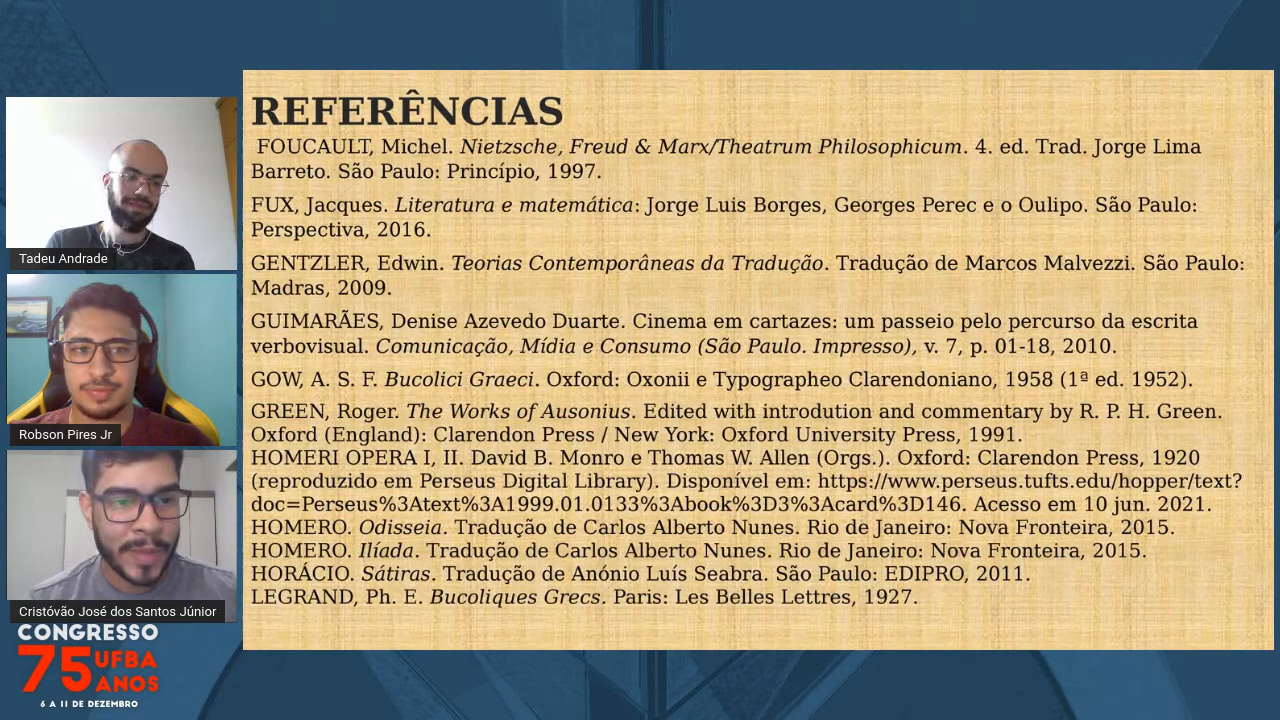 REFERÊNCIAS
FOUCAULT, Michel. Nietzsche, Freud & Marx/Theatrum Philosophicum. 4. ed. Trad. Jorge Lima
Barreto. São Paulo: Princípio, 1997.
FUX, Jacques. Literatura e matemática: Jorge Luis Borges, Georges Perec e o Oulipo. São Paulo:
Perspectiva, 2016.
GENTZLER, Edwin. Teorias Contemporâneas da Tradução. Tradução de Marcos Malvezzi. São Paulo:
Madras, 2009.
GUIMARÃES, Denise Azevedo Duarte. Cinema em cartazes: um passeio pelo percurso da escrita
verbovisual. Comunicação, Mídia e Consumo (São Paulo. Impresso), v. 7, p. 01-18, 2010.
GOW, A. S. F. Bucolici Graeci. Oxford: Oxonii e Typographeo Clarendoniano, 1958 (1ª ed. 1952).
GREEN, Roger. The Works of Ausonius. Edited with introdution and commentary by R. P. H. Green.
Oxford (England): Clarendon Press / New York: Oxford University Press, 1991.
HOMERI OPERA I, II. David B. Monro e Thomas W. Allen (Orgs.). Oxford: Clarendon Press, 1920
(reproduzido em Perseus Digital Library). Disponível em: https://www.perseus.tufts.edu/hopper/text?
doc=Perseus%3Atext%3A1999.01.0133%3Abook%3D3%3Acard%3D146. Acesso em 10 jun. 2021.
HOMERO. Odisseia. Tradução de Carlos Alberto Nunes. Rio de Janeiro: Nova Fronteira, 2015.
HOMERO. Ilíada. Tradução de Carlos Alberto Nunes. Rio de Janeiro: Nova Fronteira, 2015.
HORÁCIO. Sátiras. Tradução de Anónio Luís Seabra. São Paulo: EDIPRO, 2011.
LEGRAND, Ph. E. Bucoliques Grecs. Paris: Les Belles Lettres, 1927.
Tadeu Andrade
Robson Pires Jr
Cristóvão José dos Santos Júnior
CONGRESSO
75 UFBA
ANOS
6 A 11 DE DEZEMBRO